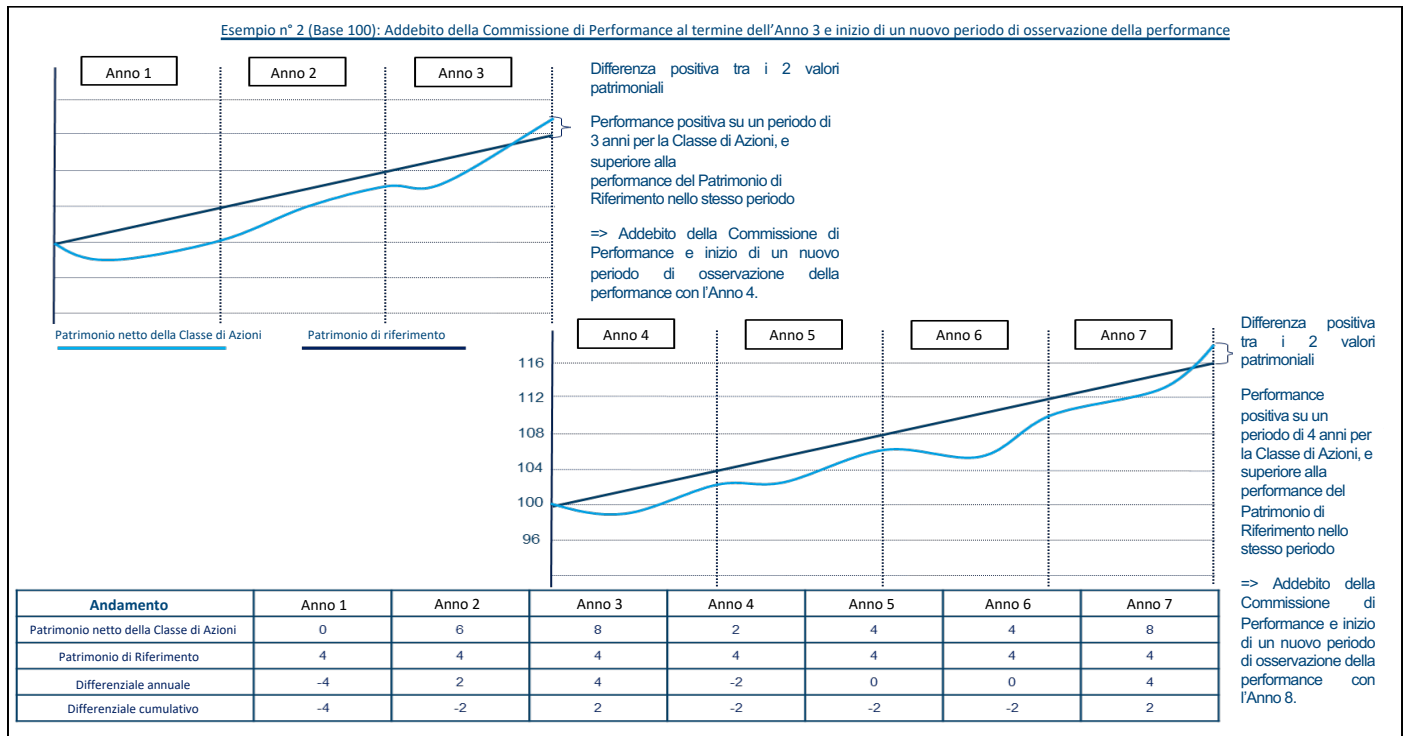 Esempio n° 2 (Base 100): Addebito della Commissione di Performance al termine dell'Anno 3 e inizio di un nuovo periodo di osservazione della performance
Anno 1
Anno 2
Anno 3
Differenza positiva tra i 2 valori
patrimoniali
Performance positiva su un periodo di
3 anni per la Classe di Azioni, e
superiore alla
performance del Patrimonio di
Riferimento nello stesso periodo
=> Addebito della Commissione di
Performance e inizio di un nuovo
periodo di osservazione della
performance con l'Anno 4.
Patrimonio netto della Classe di Azioni
Patrimonio di riferimento
Anno 4
Anno 5
Anno 6
Anno 7
116
112
108
104
100
96
Differenza positiva
tra i 2 valori
patrimoniali
Performance
positiva su un
periodo di 4 anni per
la Classe di Azioni, e
superiore alla
performance del
Patrimonio di
Riferimento nello
stesso periodo
=> Addebito della
Commissione di
Performance e inizio
di un nuovo periodo
di osservazione della
performance con
l'Anno 8.
Andamento Anno 1 Anno 2 Anno 3 Anno 4 Anno 5 Anno 6 Anno 7
Patrimonio netto della Classe di Azioni 0 6 8 2 4 4 8
Patrimonio di Riferimento 4 4 4 4 4 4 4
Differenziale annuale -4 2 4 -2 0 0 4
Differenziale cumulativo -4 -2 2 -2 -2 -2 2